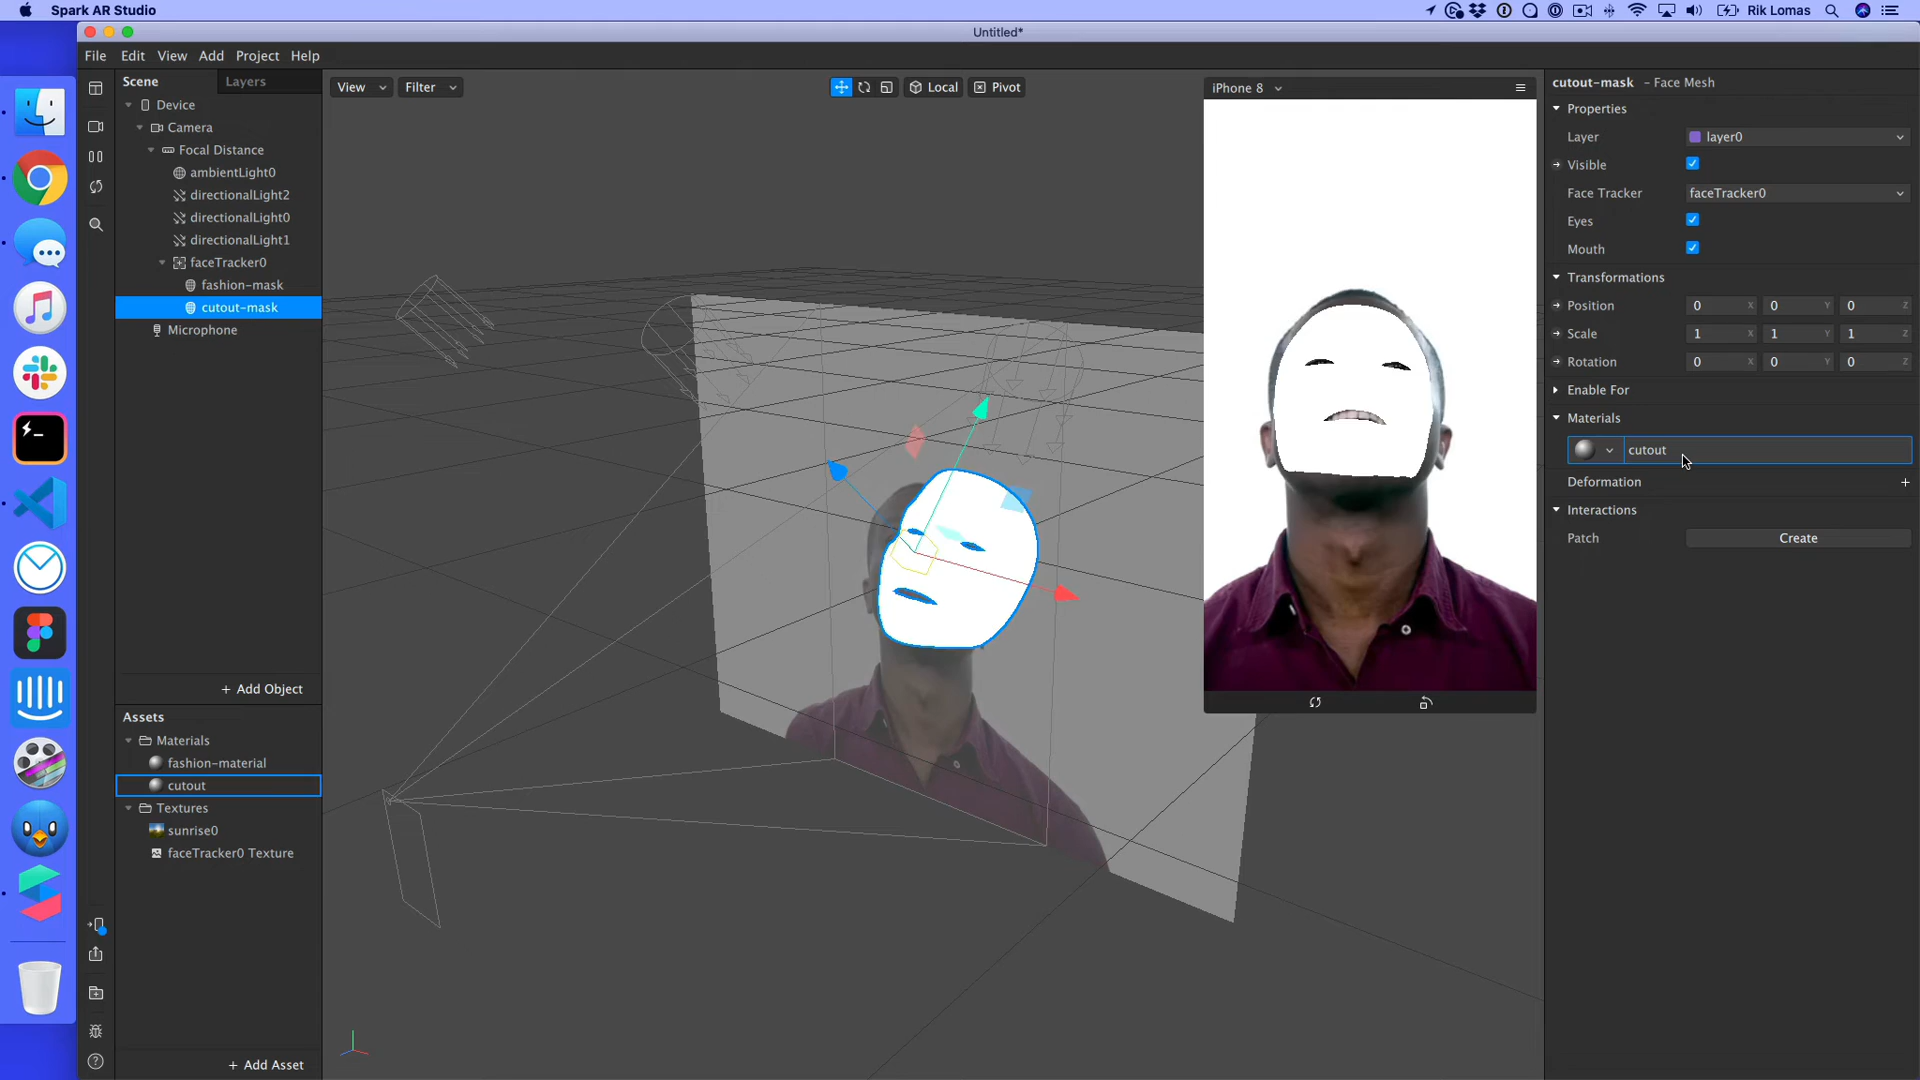 Spark AR Studio
Rik Lomas
Untitled*
File Edit View Add Project Help
Scene Layers
Device
Camera
Focal Distance
ambientLight0
directionalLight2
directionalLight0
directionalLight1
faceTracker0
fashion-mask
cutout-mask
Microphone
+ Add Object
Assets
Materials
fashion-material
cutout
Textures
sunrise0
faceTracker0 Texture
+ Add Asset
View Filter Local Pivot
iPhone 8
cutout-mask - Face Mesh
Properties
Layer layer0
Visible
Face Tracker faceTracker0
Eyes
Mouth
Transformations
Position 0 X 0 Y 0 Z
Scale 1 X 1 Y 1 Z
Rotation 0 X 0 Y 0 Z
Enable For
Materials
cutout
Deformation +
Interactions
Patch Create